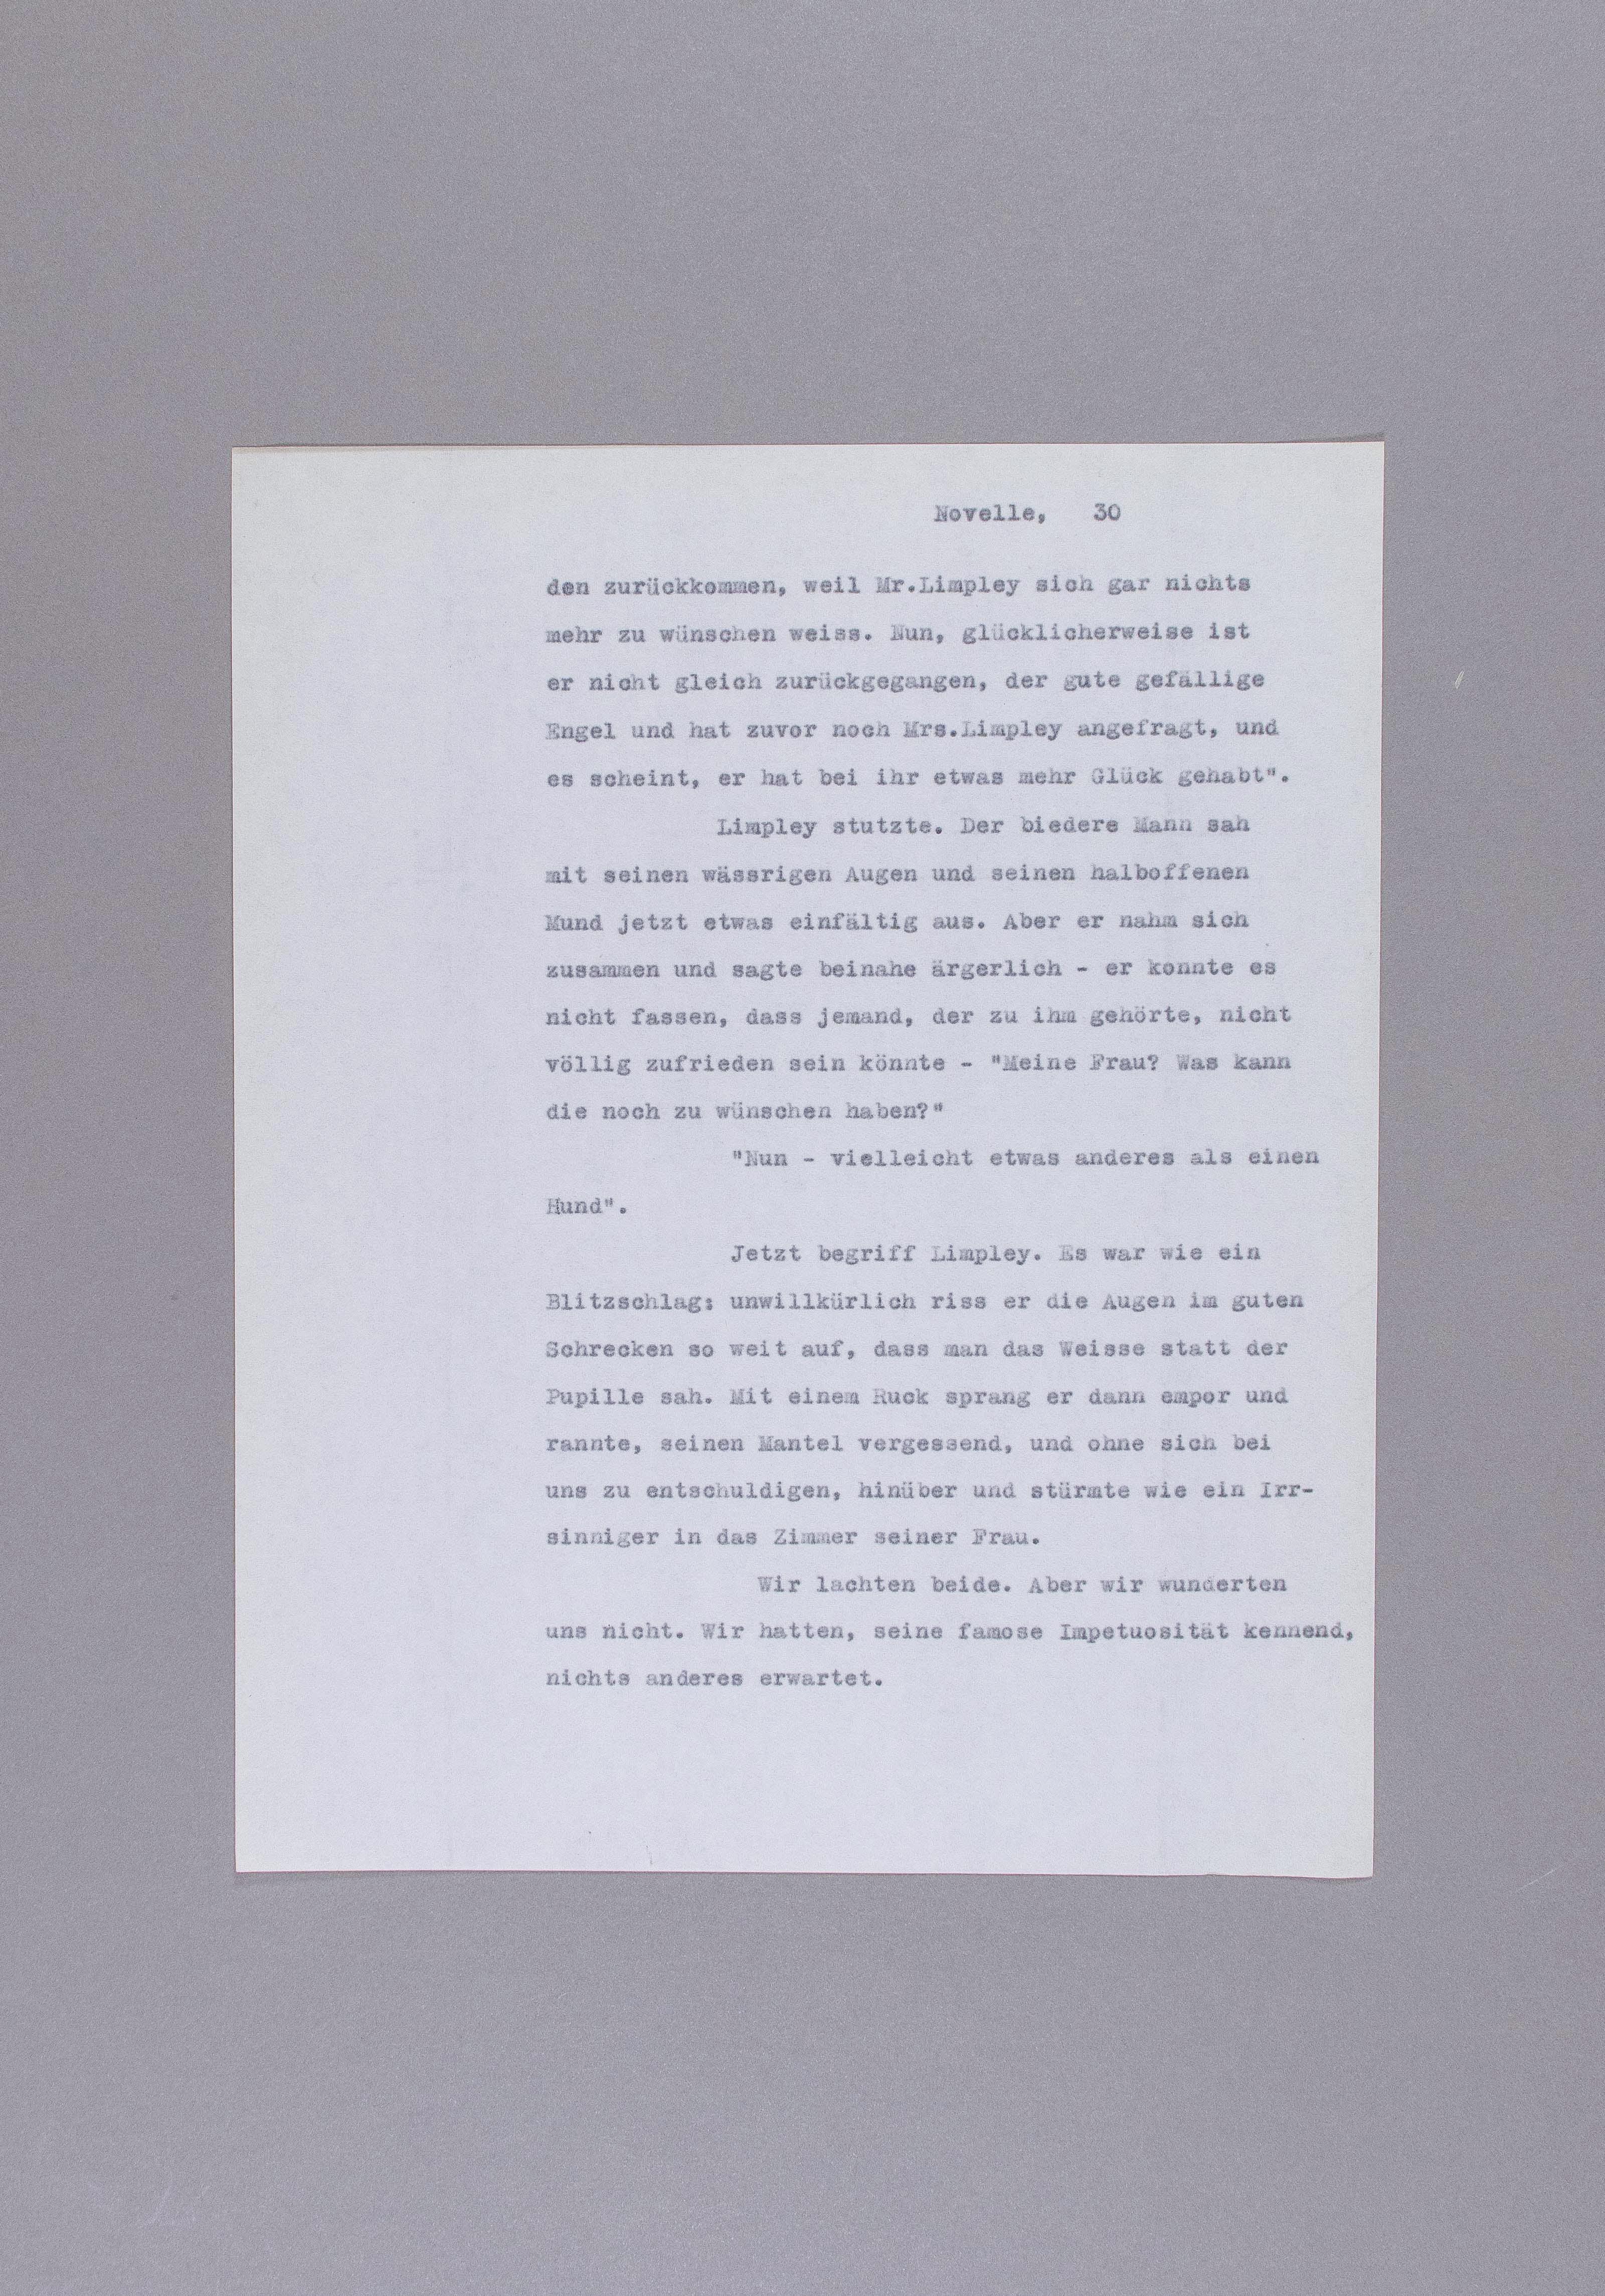 Novelle, 30
den zurückkommen, weil Mr.Limpley sich gar nichts
mehr zu wünschen weiss. Nun, glücklicherweise ist
er nicht gleich zurückgegangen, der gute gefällige
Engel und hat zuvor noch Mrs.Limpley angefragt, und
es scheint, er hat bei ihr etwas mehr Glück gehabt".
Limpley stutzte. Der biedere Mann sah
mit seinen wässrigen Augen und seinen halboffenen
Mund jetzt etwas einfältig aus. Aber er nahm sich
zusammen und sagte beinahe ärgerlich - er konnte es
nicht fassen, dass jemand, der zu ihm gehörte, nicht
völlig zufrieden sein könnte - "Meine Frau? Was kann
die noch zu wünschen haben?"
"Nun - vielleicht etwas anderes als einen
Hund".
Jetzt begriff Limpley. Es war wie ein
Blitzschlag: unwillkürlich riss er die Augen im guten
Schrecken so weit auf, dass man das Weisse statt der
Pupille sah. Mit einem Ruck sprang er dann empor und
rannte, seinen Mantel vergessend, und ohne sich bei
uns zu entschuldigen, hinüber und stürmte wie ein Irr-
sinniger in das Zimmer seiner Frau.
Wir lachten beide. Aber wir wunderten
uns nicht. Wir hatten, seine famose Impetuosität kennend,
nichts anderes erwartet.